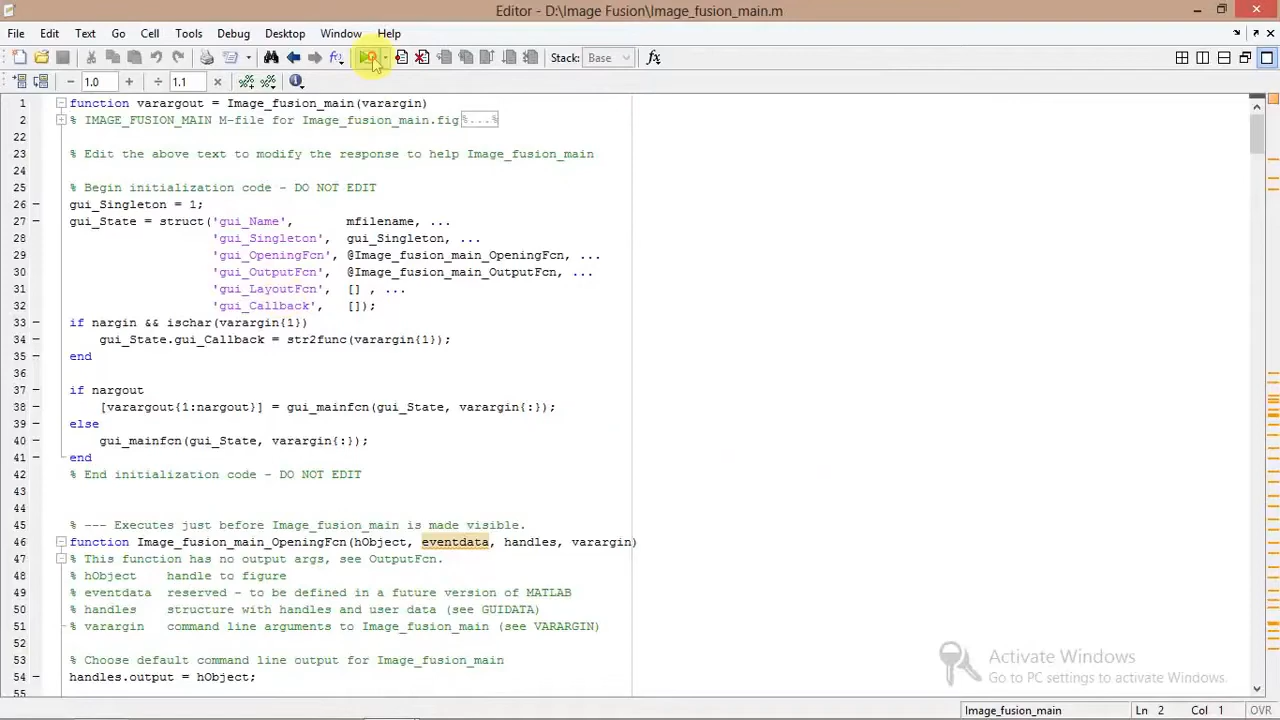 Editor - D:\Image Fusion\Image_fusion_main.m
File Edit Text Go Cell Tools Debug Desktop Window Help
Stack: Base fx
1.0 1.1
1 function varargout = Image_fusion_main(varargin)
2 % IMAGE_FUSION_MAIN M-file for Image_fusion_main.fig%...%
22
23 % Edit the above text to modify the response to help Image_fusion_main
24
25 % Begin initialization code - DO NOT EDIT
26 gui_Singleton = 1;
27 gui_State = struct('gui_Name', mfilename, ...
28 'gui_Singleton', gui_Singleton, ...
29 'gui_OpeningFcn', @Image_fusion_main_OpeningFcn, ...
30 'gui_OutputFcn', @Image_fusion_main_OutputFcn, ...
31 'gui_LayoutFcn', [] , ...
32 'gui_Callback', []);
33 if nargin && ischar(varargin{1})
34 gui_State.gui_Callback = str2func(varargin{1});
35 end
36
37 if nargout
38 [varargout{1:nargout}] = gui_mainfcn(gui_State, varargin{:});
39 else
40 gui_mainfcn(gui_State, varargin{:});
41 end
42 % End initialization code - DO NOT EDIT
43
44
45 % --- Executes just before Image_fusion_main is made visible.
46 function Image_fusion_main_OpeningFcn(hObject, eventdata, handles, varargin)
47 % This function has no output args, see OutputFcn.
48 % hObject handle to figure
49 % eventdata reserved - to be defined in a future version of MATLAB
50 % handles structure with handles and user data (see GUIDATA)
51 % varargin command line arguments to Image_fusion_main (see VARARGIN)
52
53 % Choose default command line output for Image_fusion_main
54 handles.output = hObject;
55
Activate Windows
Go to PC settings to activate Windows.
Image_fusion_main Ln 2 Col 1 OVR